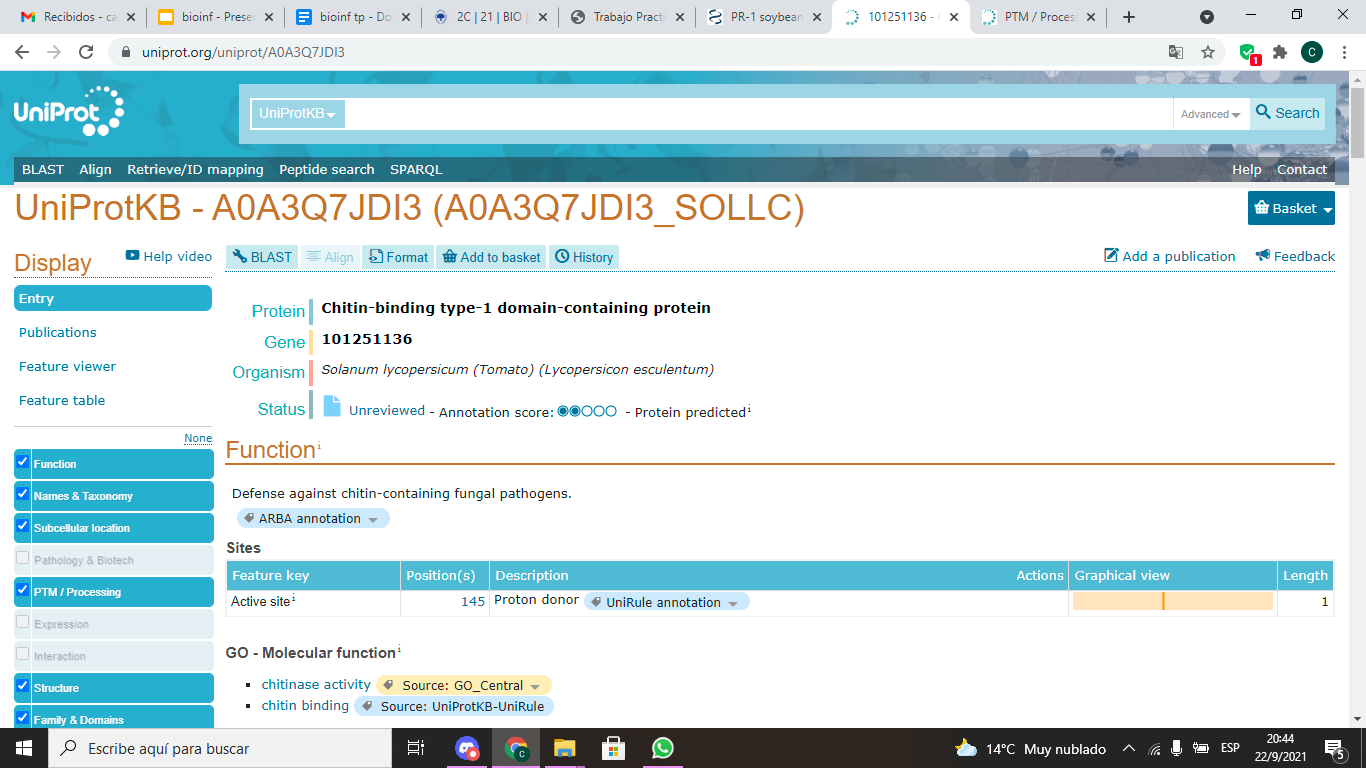 Recibidos - ca
bioinf - Preser
bioinf tp - Do
2C | 21 | BIO |
Trabajo Practi
PR-1 soybean
101251136 -
PTM / Process
uniprot.org/uniprot/A0A3Q7JDI3
C
1
UniProt
UniProtKB
Advanced
Search
BLAST Align Retrieve/ID mapping Peptide search SPARQL
Help Contact
UniProtKB - A0A3Q7JDI3 (A0A3Q7JDI3_SOLLC)
Basket
Display
Help video
BLAST Align Format Add to basket History
Add a publication Feedback
Entry
Publications
Feature viewer
Feature table
None
Function
Names & Taxonomy
Subcellular location
Pathology & Biotech
PTM / Processing
Expression
Interaction
Structure
Family & Domains
Protein Chitin-binding type-1 domain-containing protein
Gene 101251136
Organism Solanum lycopersicum (Tomato) (Lycopersicon esculentum)
Status Unreviewed - Annotation score: - Protein predicted i
Function i
Defense against chitin-containing fungal pathogens.
ARBA annotation
Sites
Feature key Position(s) Description Actions Graphical view Length
Active site i 145 Proton donor UniRule annotation 1
GO - Molecular function i
chitinase activity Source: GO_Central
chitin binding Source: UniProtKB-UniRule
Escribe aquí para buscar
C
14°C Muy nublado
ESP
20:44
22/9/2021
5